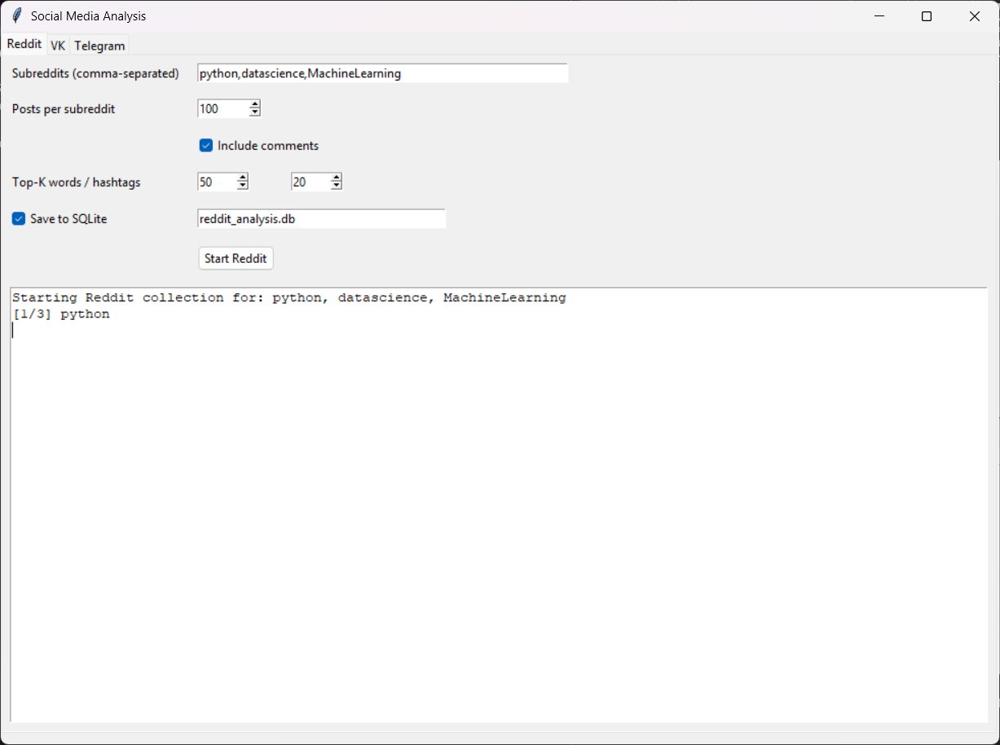 Social Media Analysis
Reddit VK Telegram
Subreddits (comma-separated) python,datascience,MachineLearning
Posts per subreddit 100
Include comments
Top-K words / hashtags 50 20
Save to SQLite reddit_analysis.db
Start Reddit
Starting Reddit collection for: python, datascience, MachineLearning
[1/3] python